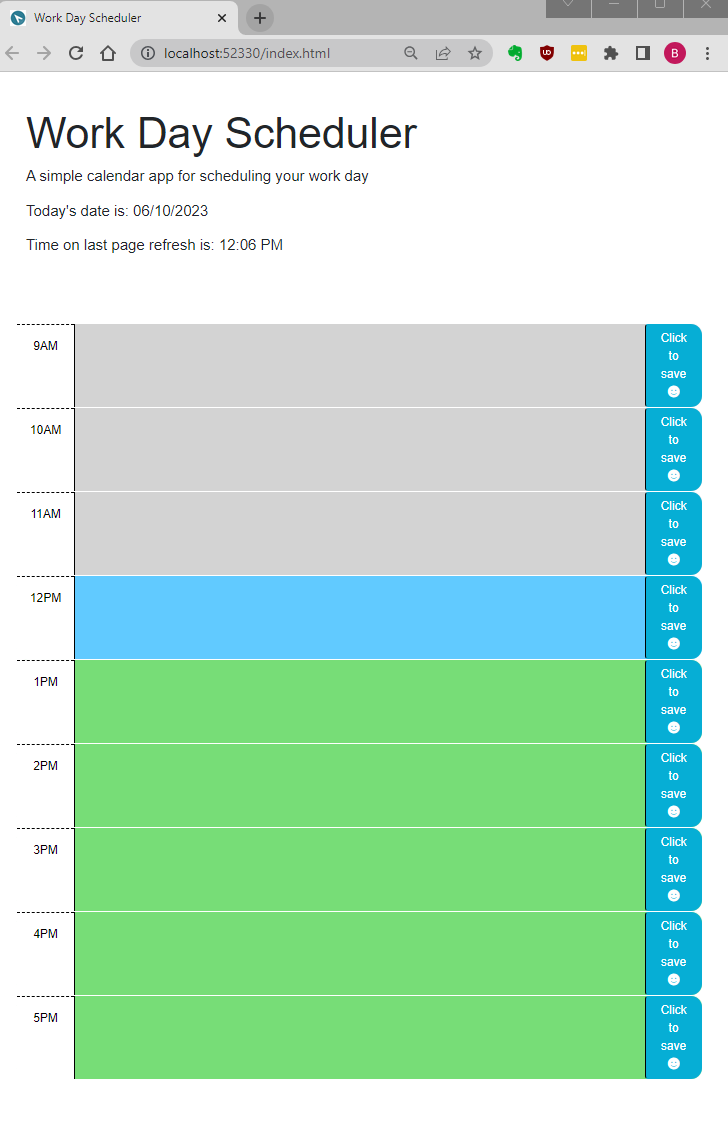 Work Day Scheduler
localhost:52330/index.html
B
Work Day Scheduler
A simple calendar app for scheduling your work day
Today's date is: 06/10/2023
Time on last page refresh is: 12:06 PM
9AM
Click
to
save
10AM
Click
to
save
11AM
Click
to
save
12PM
Click
to
save
1PM
Click
to
save
2PM
Click
to
save
3PM
Click
to
save
4PM
Click
to
save
5PM
Click
to
save